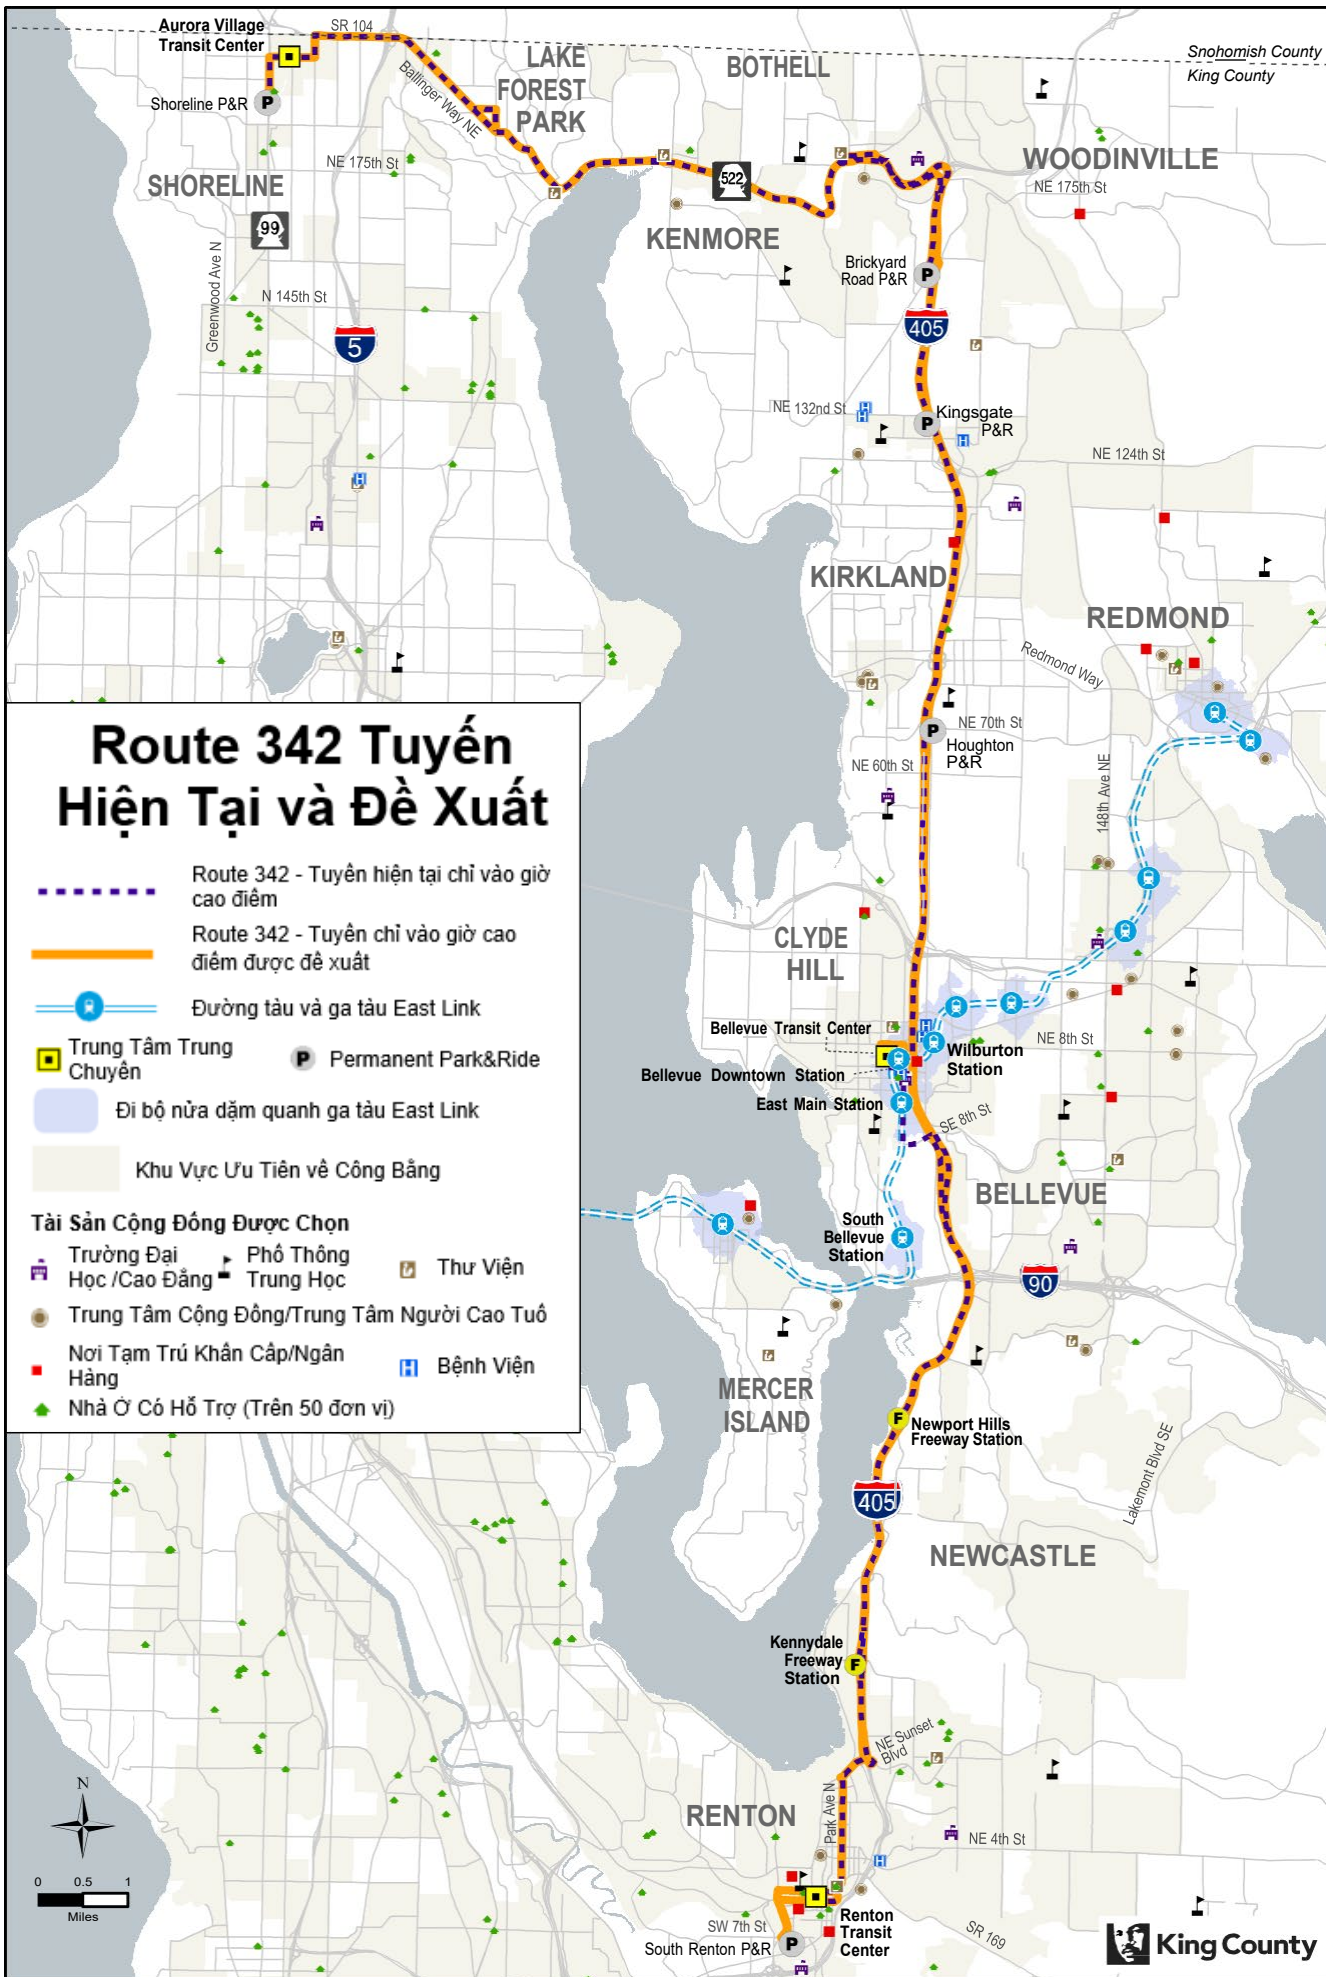 Aurora Village
Transit Center
SR 104
Snohomish County
King County
LAKE
FOREST
PARK
BOTHELL
Ballinger Way NE
Shoreline P&R
P
NE 175th St
SHORELINE
99
522
WOODINVILLE
NE 175th St
KENMORE
Greenwood Ave N
N 145th St
5
Brickyard
Road P&R
P
405
NE 132nd St
H
H
Kingsgate
P&R
P
H
NE 124th St
H
KIRKLAND
REDMOND
Redmond Way
NE 70th St
P
Houghton
P&R
NE 60th St
148th Ave NE
Route 342 Tuyến
Hiện Tại và Đề Xuất
Route 342 - Tuyến hiện tại chỉ vào giờ
cao điểm
Route 342 - Tuyến chỉ vào giờ cao
điểm được đề xuất
Đường tàu và ga tàu East Link
Trung Tâm Trung
Chuyển
P
Permanent Park&Ride
Đi bộ nửa dặm quanh ga tàu East Link
Khu Vực Ưu Tiên về Công Bằng
Tài Sản Cộng Đồng Được Chọn
Trường Đại
Học /Cao Đẳng
Phổ Thông
Trung Học
Thư Viện
Trung Tâm Cộng Đồng/Trung Tâm Người Cao Tuổ
Nơi Tạm Trú Khẩn Cấp/Ngân
Hàng
H
Bệnh Viện
Nhà Ở Có Hỗ Trợ (Trên 50 đơn vị)
CLYDE
HILL
Bellevue Transit Center
H
NE 8th St
Wilburton
Station
Bellevue Downtown Station
East Main Station
SE 8th St
BELLEVUE
South
Bellevue
Station
90
MERCER
ISLAND
F
Newport Hills
Freeway Station
Lakemont Blvd SE
405
NEWCASTLE
Kennydale
Freeway
Station
F
NE Sunset
Blvd
N
RENTON
Park Ave N
NE 4th St
H
0 0.5 1
Miles
Renton
Transit
Center
SW 7th St
South Renton P&R
P
SR 169
King County